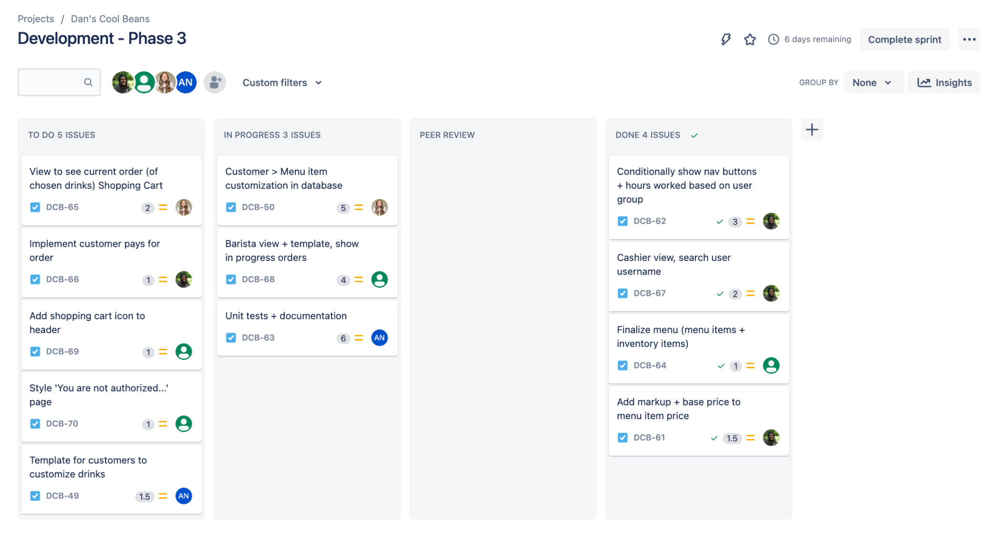 Projects / Dan's Cool Beans
Development - Phase 3
6 days remaining
Complete sprint
AN
Custom filters
GROUP BY
None
Insights
TO DO 5 ISSUES
View to see current order (of
chosen drinks) Shopping Cart
DCB-65
2
Implement customer pays for
order
DCB-66
1
Add shopping cart icon to
header
DCB-69
1
Style 'You are not authorized...'
page
DCB-70
1
Template for customers to
customize drinks
DCB-49
1.5
AN
IN PROGRESS 3 ISSUES
Customer > Menu item
customization in database
DCB-50
5
Barista view + template, show
in progress orders
DCB-68
4
Unit tests + documentation
DCB-63
6
AN
PEER REVIEW
DONE 4 ISSUES
Conditionally show nav buttons
+ hours worked based on user
group
DCB-62
3
Cashier view, search user
username
DCB-67
2
Finalize menu (menu items +
inventory items)
DCB-64
1
Add markup + base price to
menu item price
DCB-61
1.5